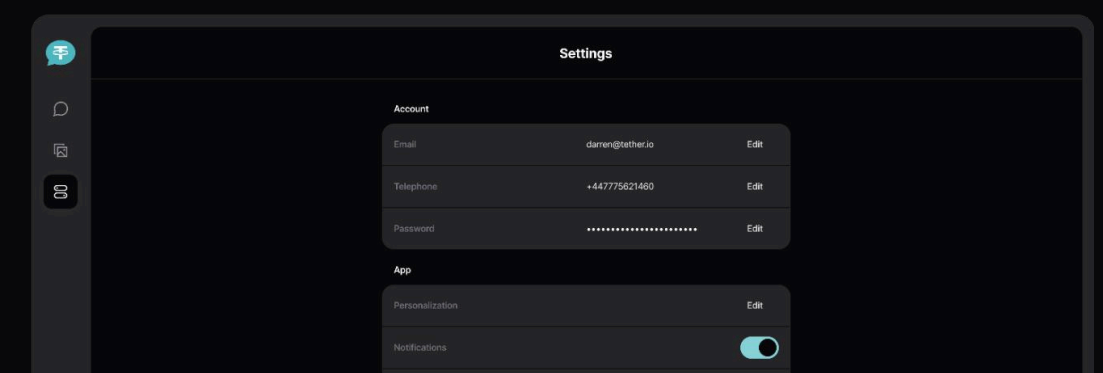 Settings
Account
Email darren@tether.io Edit
Telephone +447775621460 Edit
Password ••••••••••••••••••••••• Edit
App
Personalization Edit
Notifications